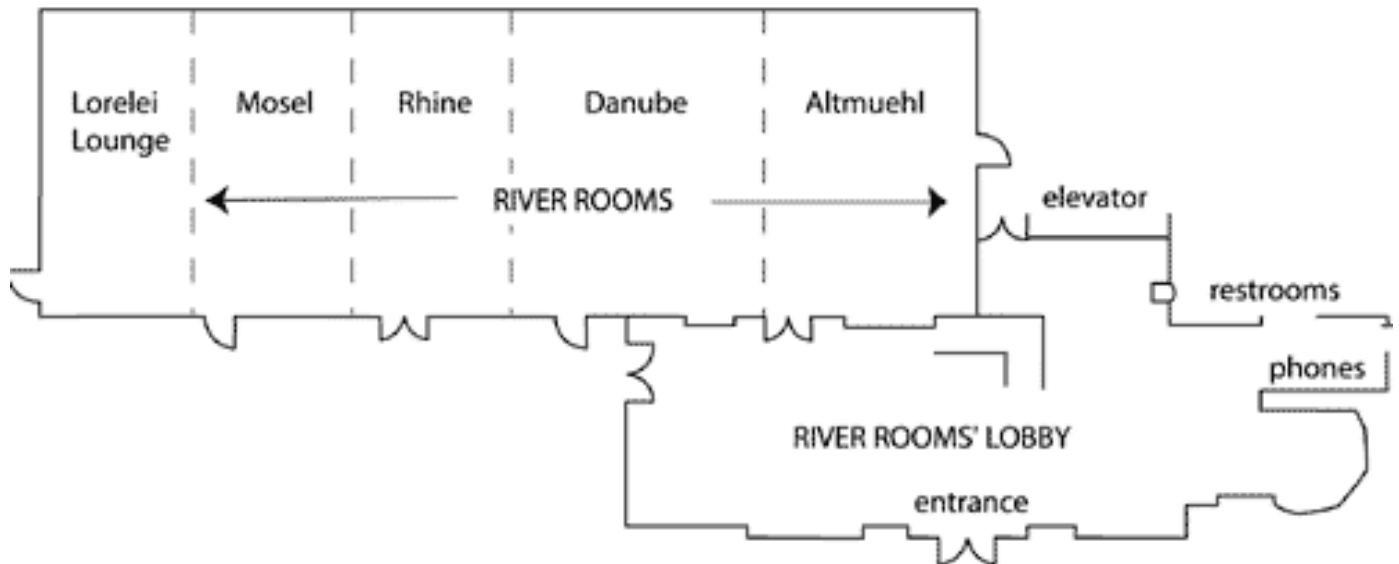 Lorelei
Lounge
Mosel
Rhine
Danube
Altmuehl
RIVER ROOMS
elevator
restrooms
phones
RIVER ROOMS' LOBBY
entrance